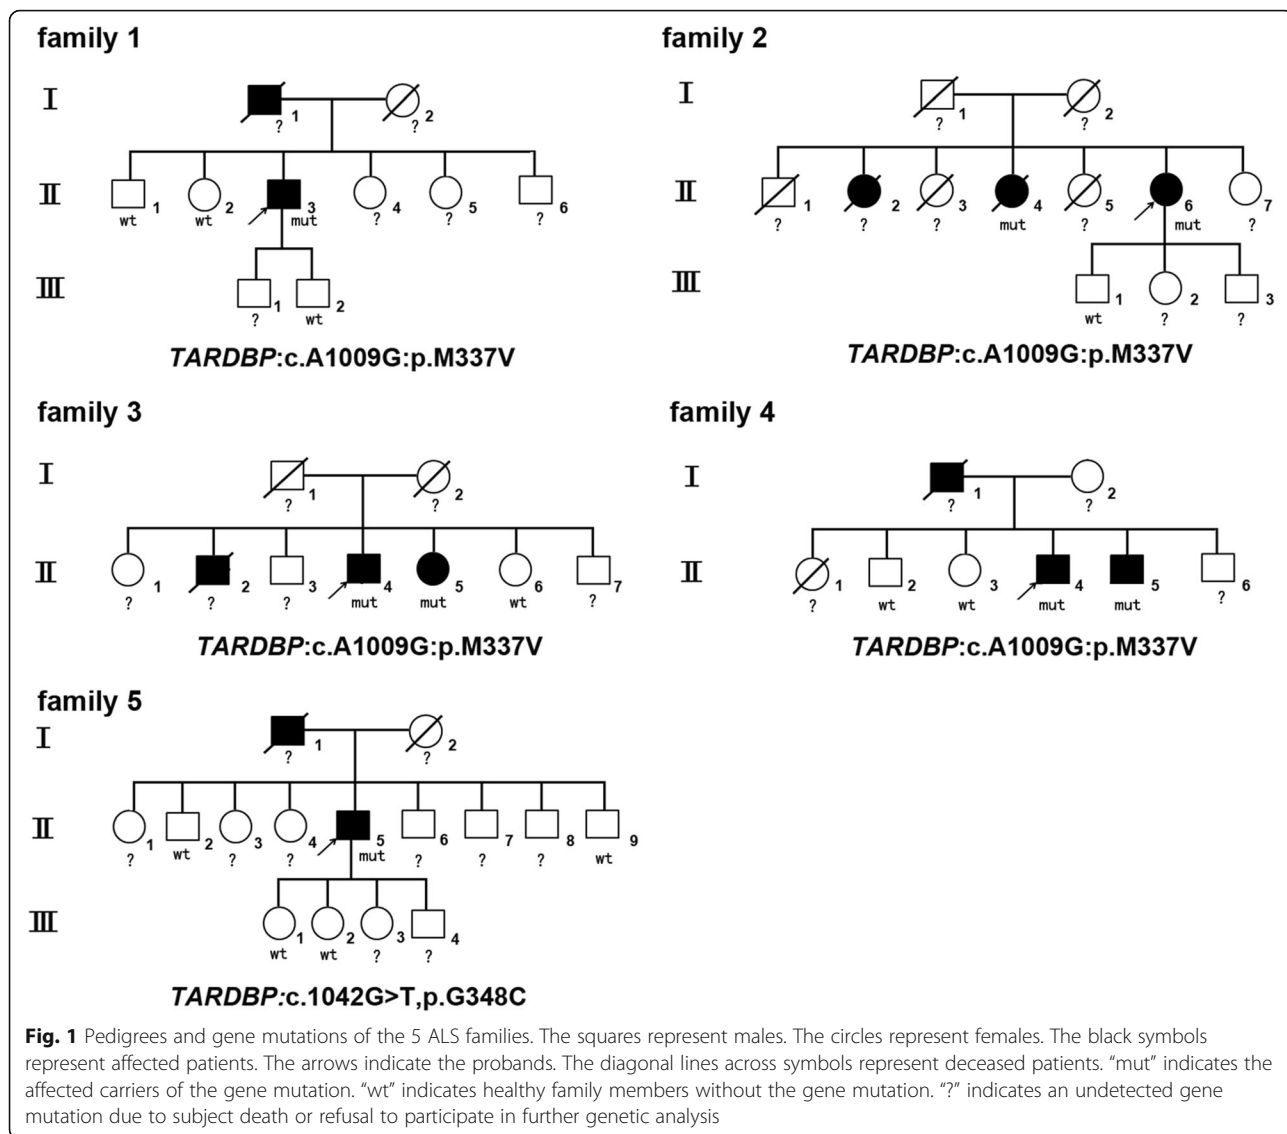 family 1
I
1
?
2
?
II
1
wt
2
wt
3
mut
4
?
5
?
6
?
III
1
?
2
wt
TARDBP:c.A1009G:p.M337V
family 2
I
1
?
2
?
II
1
?
2
?
3
?
4
mut
5
?
6
mut
7
?
III
1
wt
2
?
3
?
TARDBP:c.A1009G:p.M337V
family 3
I
1
?
2
?
II
1
?
2
?
3
?
4
mut
5
mut
6
wt
7
?
TARDBP:c.A1009G:p.M337V
family 4
I
1
?
2
?
II
1
?
2
wt
3
wt
4
mut
5
mut
6
?
TARDBP:c.A1009G:p.M337V
family 5
I
1
?
2
?
II
1
?
2
wt
3
?
4
?
5
mut
6
?
7
?
8
?
9
wt
III
1
wt
2
wt
3
?
4
?
TARDBP:c.1042G>T,p.G348C
Fig. 1 Pedigrees and gene mutations of the 5 ALS families. The squares represent males. The circles represent females. The black symbols
represent affected patients. The arrows indicate the probands. The diagonal lines across symbols represent deceased patients. “mut” indicates the
affected carriers of the gene mutation. “wt” indicates healthy family members without the gene mutation. “?” indicates an undetected gene
mutation due to subject death or refusal to participate in further genetic analysis